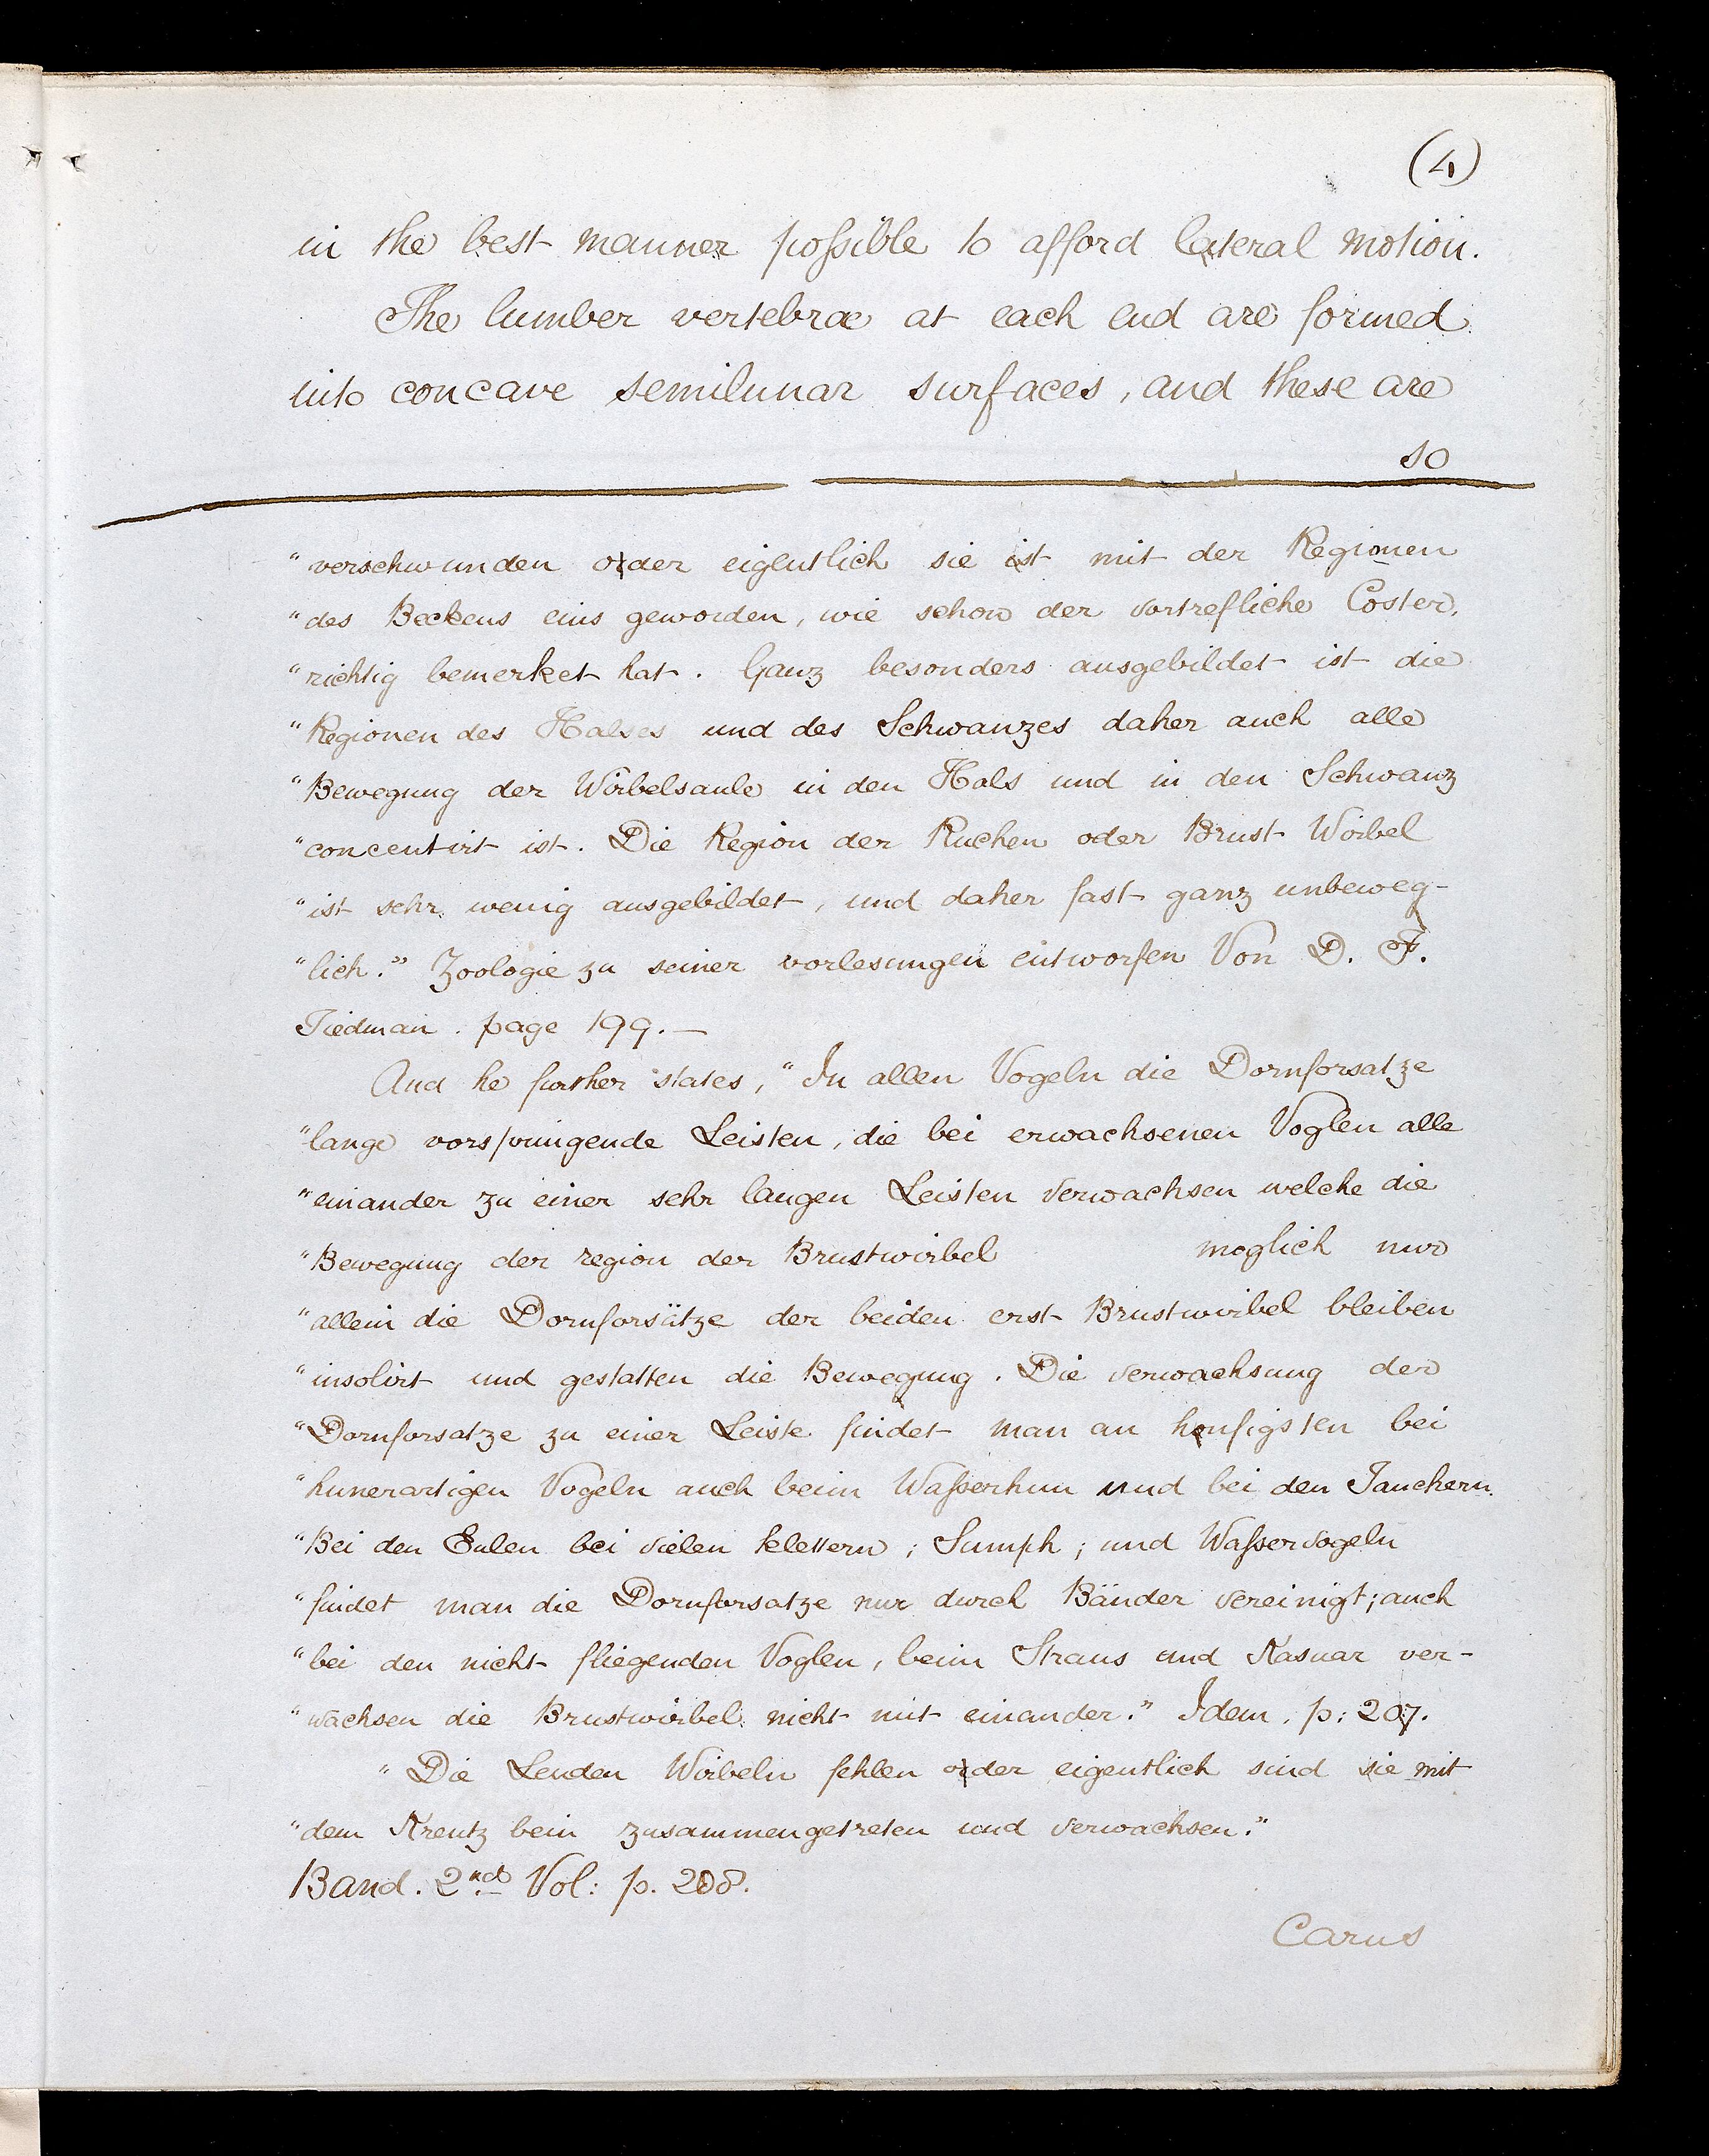 (4)
in the best manner possible to afford lateral motion.
The lumber vertebræ at each end are formed
into concave semilunar surfaces, and these are
so
"verschwunden oder eigentlich sie ist mit der Regionen
"des Beckens eins geworden, wie schon der vortrefliche Coster,
"richtig bemerket hat. Ganz besonders ausgebildet ist die
"Regionen des Halses und des Schwanzes daher auch alle
"Bewegung der Wirbelsaule in den Hals und in den Schwanz
"concentirt ist. Die Region der Ruchen oder Brust Wirbel
"ist sehr wenig ausgebildet, und daher fast ganz unbeweg-
"lich." Zoologie zu seiner vorlesungen entworfen Von D. F.
Tiedman. page 199.—
And he further states, "In allen Vogeln die Dornforsatze
"lange vorspringende Leisten, die bei erwachsenen Voglen alle
"einander zu einer sehr langen Leisten verwachsen welche die
"Bewegung der region der Brustwirbel moglich nur
"allein die Dornforsätze der beiden erst Brustwirbel bleiben
"insolirt und gestatten die Bewegung. Die verwachsung der
"Dornforsatze zu einer Leiste findet man an haufigsten bei
"hunerartigen Vogeln auch beim Wasserhun und bei den Tauchern.
"Bei den Eulen bei vielen klettern; Sumph; und Wasservogeln
"findet man die Dornforsatze nur durch Bänder vereinigt; auch
"bei den nicht fliegenden Voglen, beim Straus und Kasuar ver-
"wachsen die Brustwirbel nicht mit einander." Idem. p: 207.
"Die Lenden Wirbeln fehlen oder eigentlich sind sie mit
"dem Kreutz bein zusammengetreten und verwachsen."
Band. 2nd Vol: p. 208.
Carus